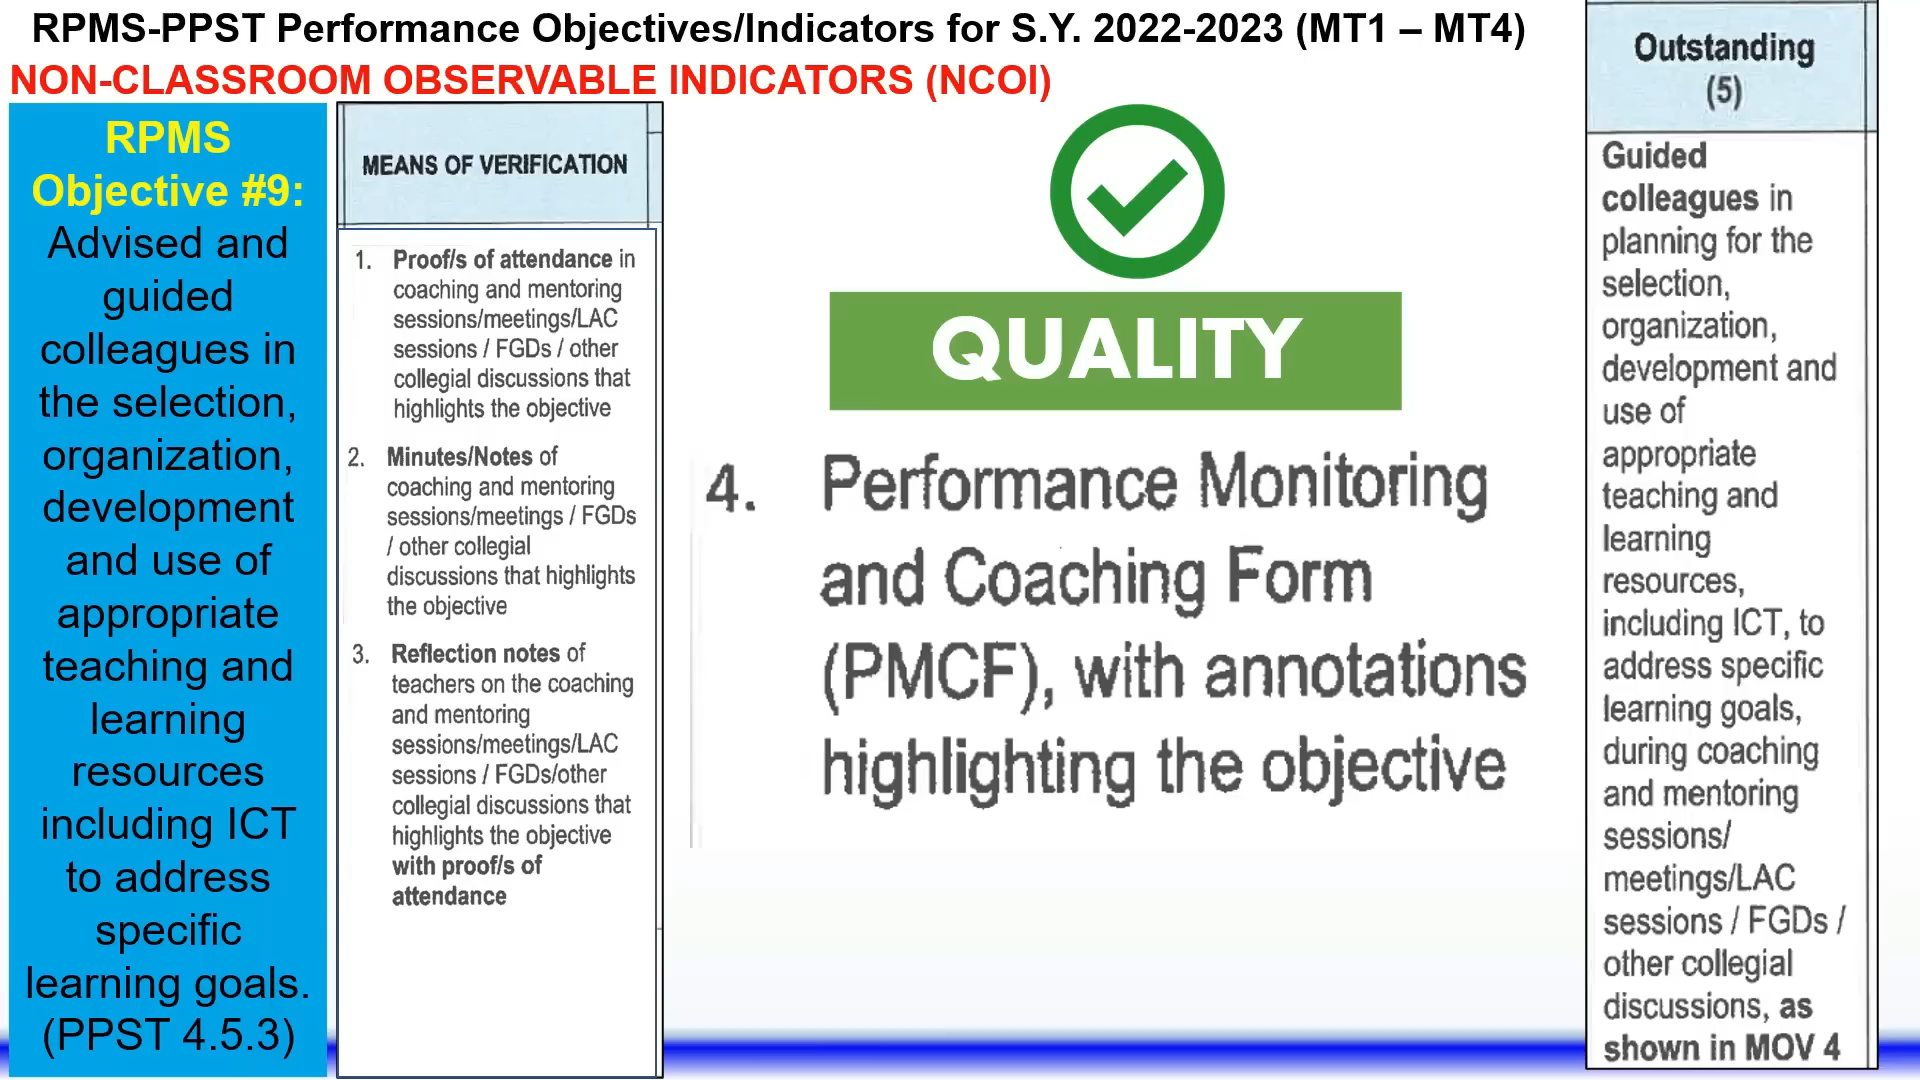 RPMS-PPST Performance Objectives/Indicators for S.Y. 2022-2023 (MT1 – MT4)
NON-CLASSROOM OBSERVABLE INDICATORS (NCOI)
RPMS
Objective #9:
Advised and
guided
colleagues in
the selection,
organization,
development
and use of
appropriate
teaching and
learning
resources
including ICT
to address
specific
learning goals.
(PPST 4.5.3)
MEANS OF VERIFICATION
1. Proof/s of attendance in
coaching and mentoring
sessions/meetings/LAC
sessions / FGDs / other
collegial discussions that
highlights the objective
2. Minutes/Notes of
coaching and mentoring
sessions/meetings / FGDs
/ other collegial
discussions that highlights
the objective
3. Reflection notes of
teachers on the coaching
and mentoring
sessions/meetings/LAC
sessions / FGDs/other
collegial discussions that
highlights the objective
with proof/s of
attendance
QUALITY
4. Performance Monitoring
and Coaching Form
(PMCF), with annotations
highlighting the objective
Outstanding
(5)
Guided
colleagues in
planning for the
selection,
organization,
development and
use of
appropriate
teaching and
learning
resources,
including ICT, to
address specific
learning goals,
during coaching
and mentoring
sessions/
meetings/LAC
sessions / FGDs /
other collegial
discussions, as
shown in MOV 4